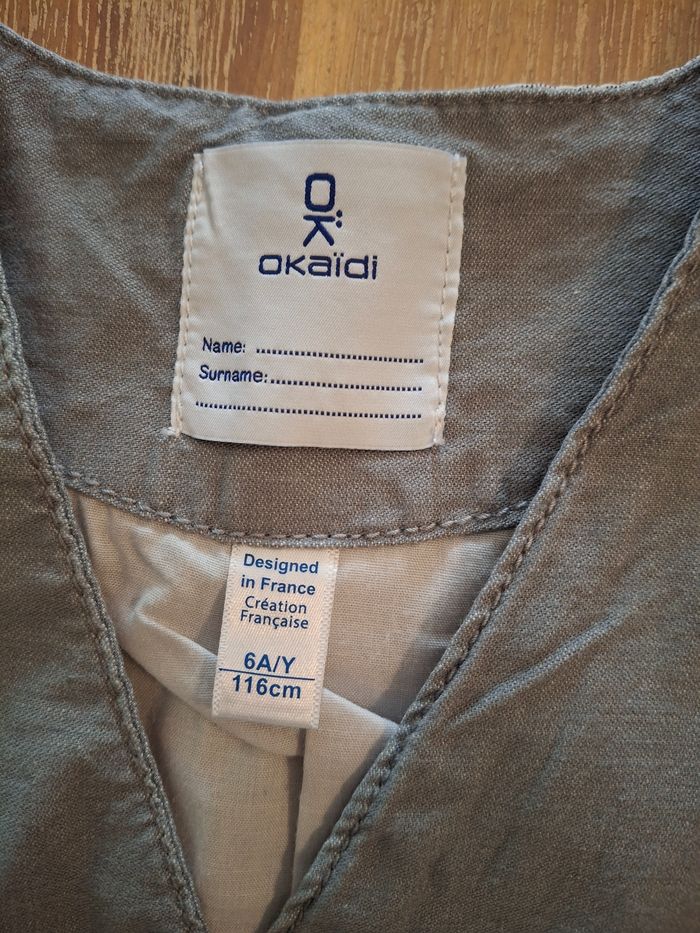 OK
okaïdi
Name: ..............................
Surname:..............................
........................................
Designed
in France
Création
Française
6A/Y
116cm